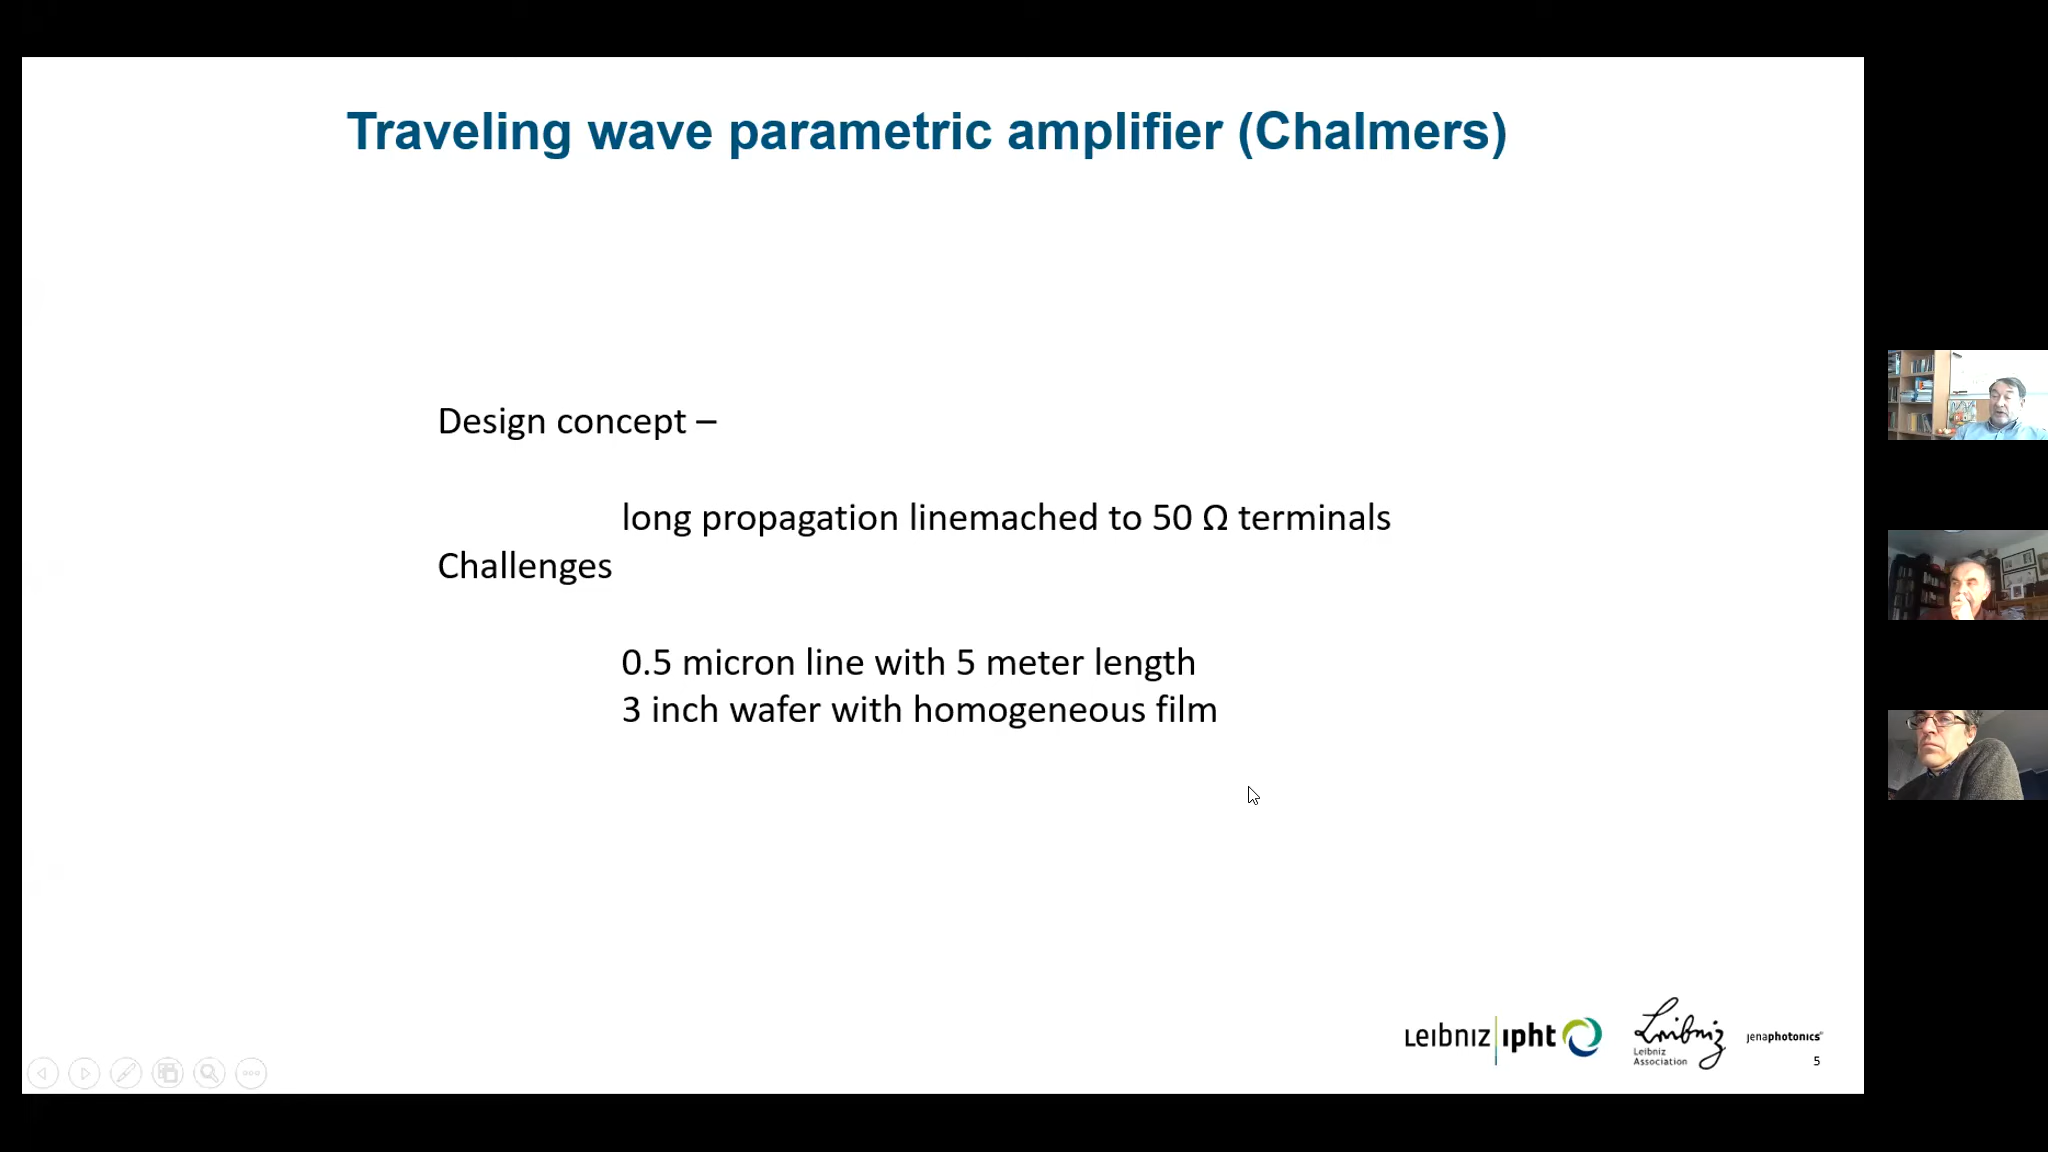 Traveling wave parametric amplifier (Chalmers)
Design concept –
long propagation linemached to 50 Ω terminals
Challenges
0.5 micron line with 5 meter length
3 inch wafer with homogeneous film
Leibniz ipht
Leibniz
Leibniz
Association
jenaphotonics
5